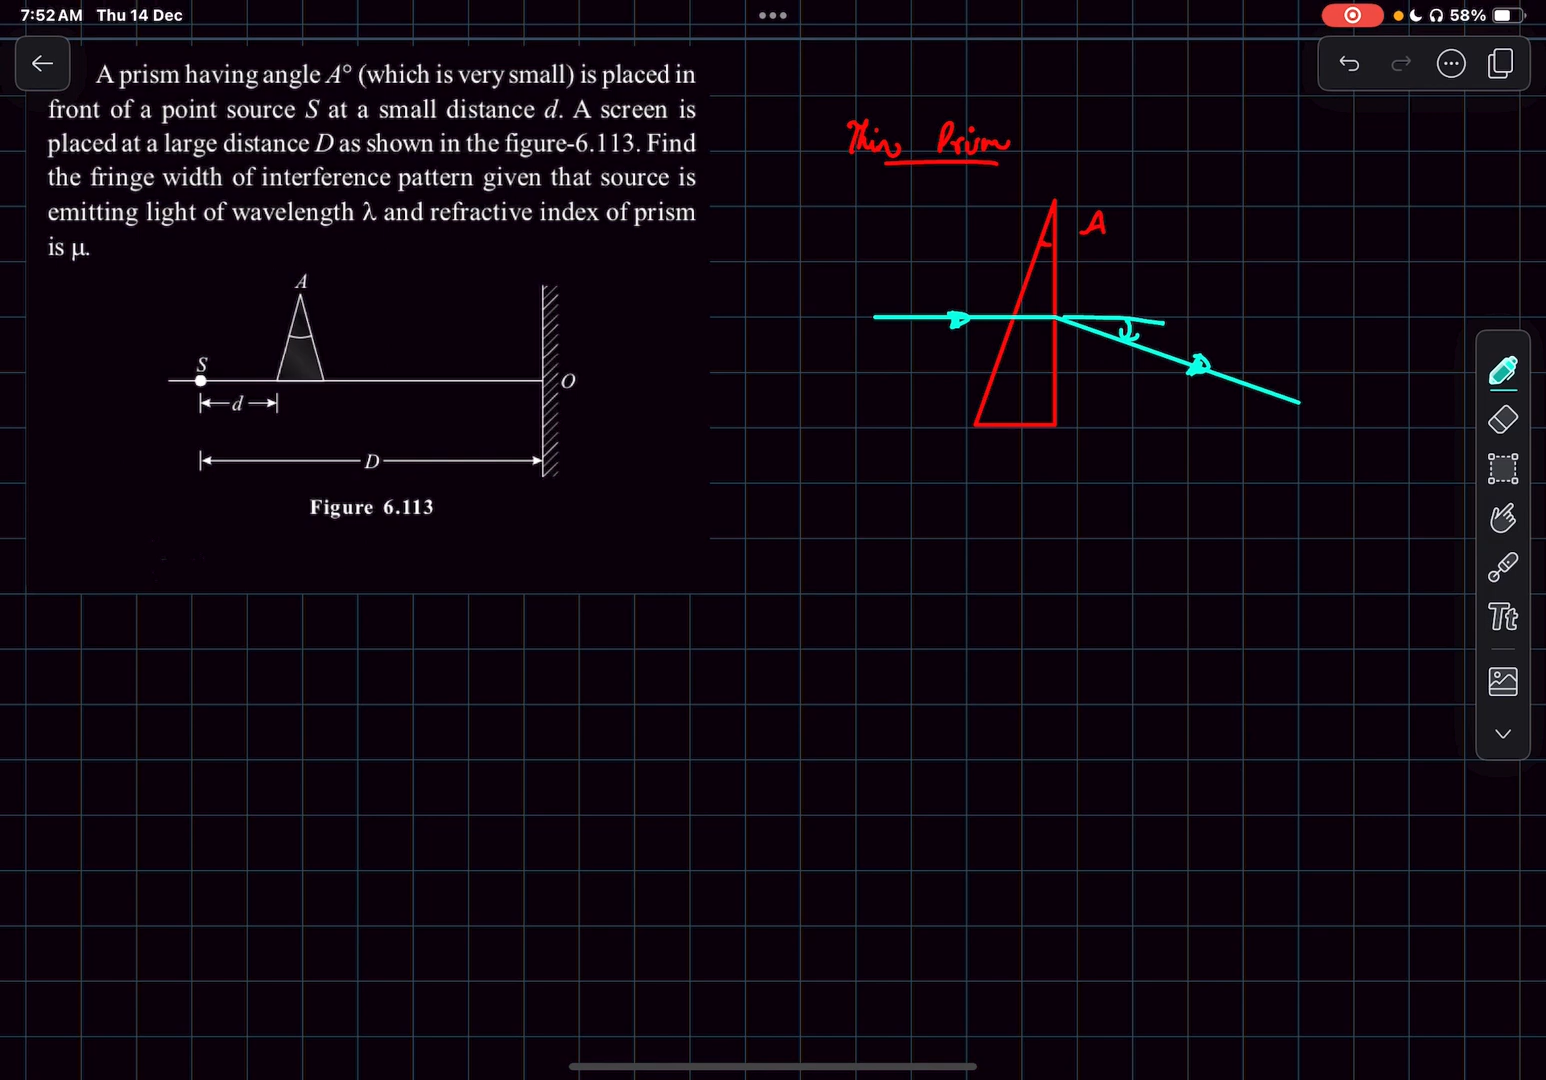 7:52 AM Thu 14 Dec
58%
A prism having angle A° (which is very small) is placed in
front of a point source S at a small distance d. A screen is
placed at a large distance D as shown in the figure-6.113. Find
the fringe width of interference pattern given that source is
emitting light of wavelength λ and refractive index of prism
is μ.
A
S
O
d
D
Figure 6.113
Thin Prism
A
Tt